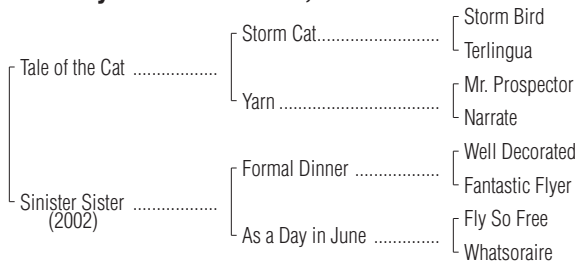 Storm Bird
Storm Cat..............................
Terlingua
Tale of the Cat ..................
Mr. Prospector
Yarn .......................................
Narrate
Well Decorated
Formal Dinner ....................
Fantastic Flyer
Sinister Sister ..................
(2002)
Fly So Free
As a Day in June ...............
Whatsoraire